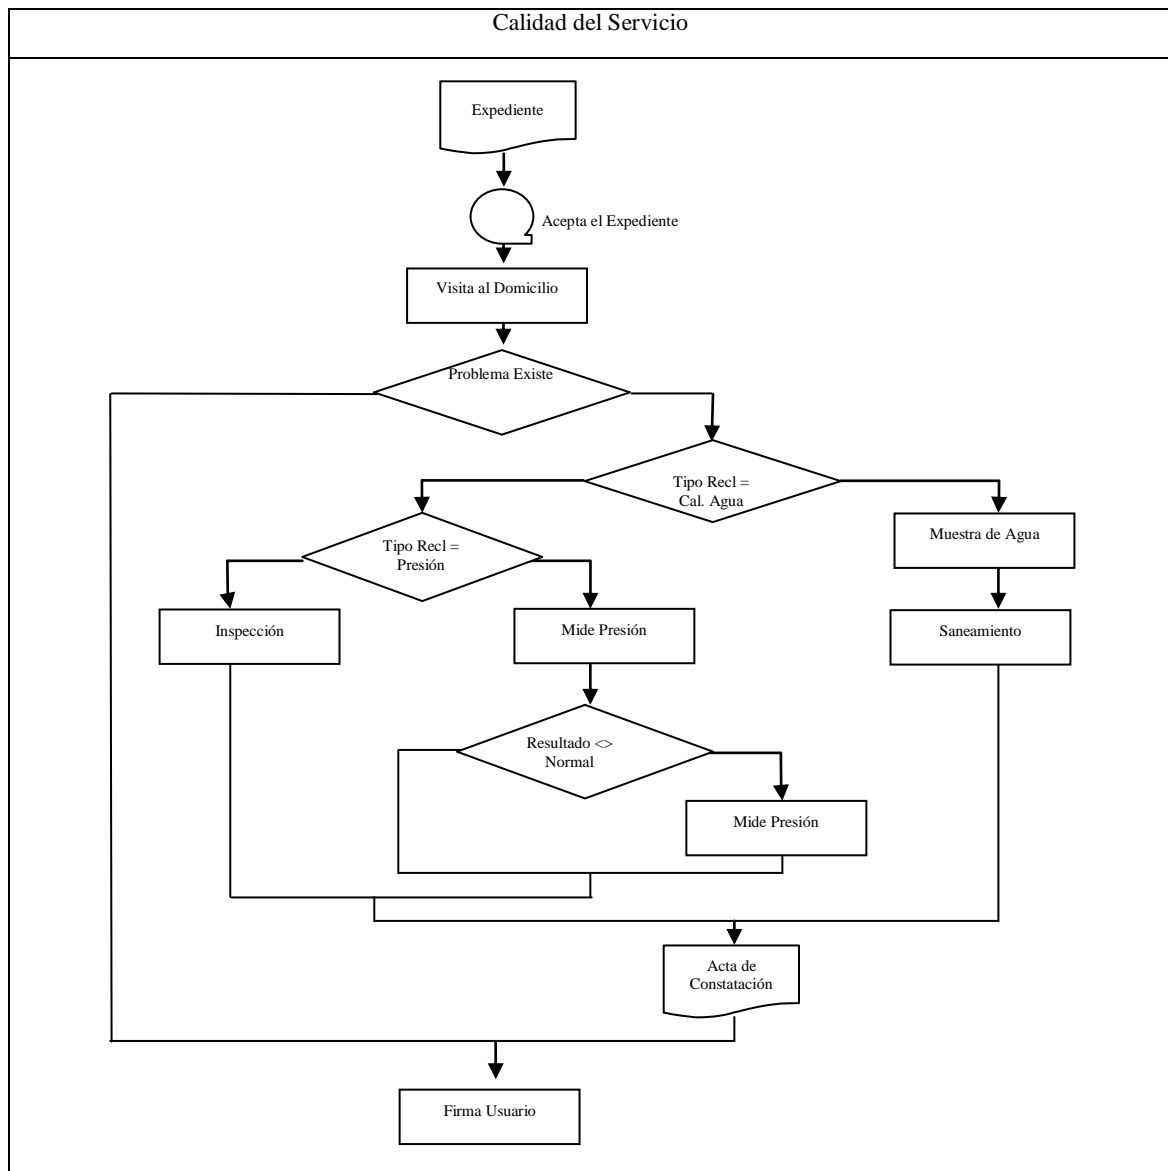 Calidad del Servicio
Expediente
Acepta el Expediente
Visita al Domicilio
Problema Existe
Tipo Recl =
Cal. Agua
Muestra de Agua
Tipo Recl =
Presión
Inspección
Mide Presión
Saneamiento
Resultado <>
Normal
Mide Presión
Acta de
Constatación
Firma Usuario